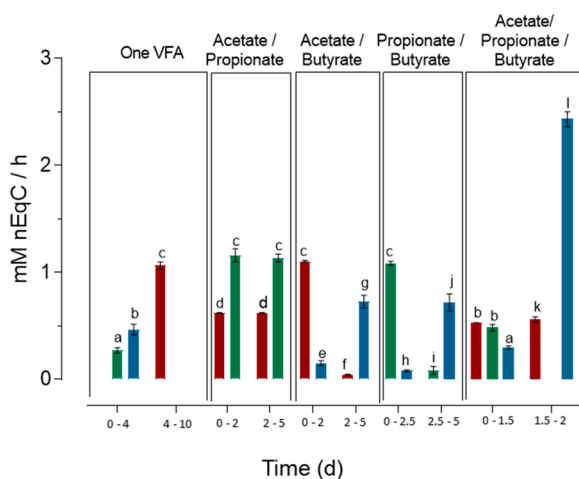 Acetate/
Acetate / Acetate / Propionate / Propionate /
One VFA Propionate Butyrate Butyrate Butyrate
3
l
2
mM nEqC / h
c c c c c
1
g j
d d
b b b k
a e f h i a
0
0 - 4 4 - 10 0 - 2 2 - 5 0 - 2 2 - 5 0 - 2.5 2.5 - 5 0 - 1.5 1.5 - 2
Time (d)